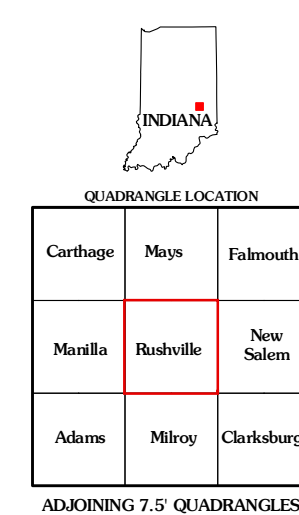 INDIANA
QUADRANGLE LOCATION
Carthage Mays Falmouth
Manilla Rushville New Salem
Adams Milroy Clarksburg
ADJOINING 7.5' QUADRANGLES